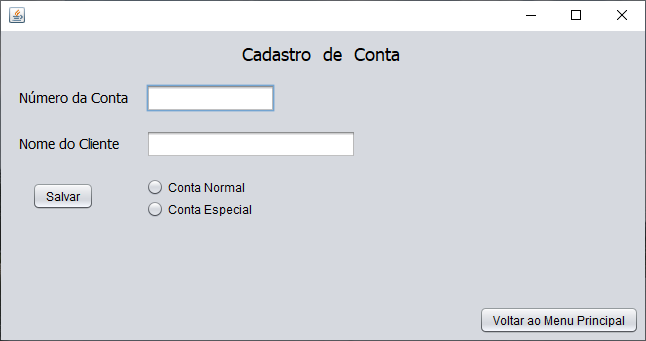 Cadastro de Conta
Número da Conta
Nome do Cliente
Salvar
Conta Normal
Conta Especial
Voltar ao Menu Principal